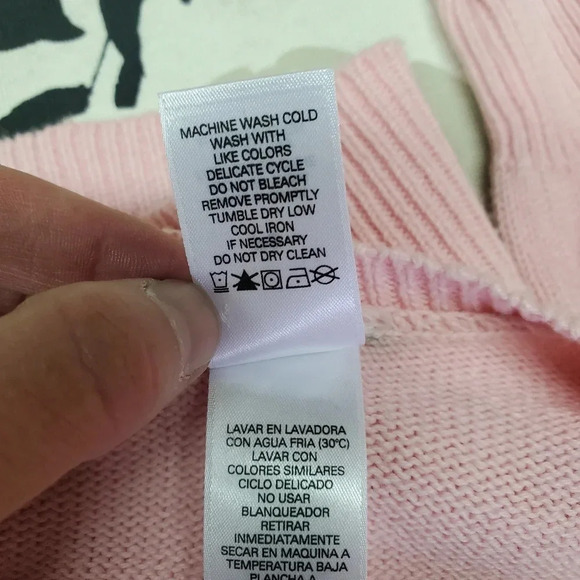 MACHINE WASH COLD
WASH WITH
LIKE COLORS
DELICATE CYCLE
DO NOT BLEACH
REMOVE PROMPTLY
TUMBLE DRY LOW
COOL IRON
IF NECESSARY
DO NOT DRY CLEAN
LAVAR EN LAVADORA
CON AGUA FRIA (30°C)
LAVAR CON
COLORES SIMILARES
CICLO DELICADO
NO USAR
BLANQUEADOR
RETIRAR
INMEDIATAMENTE
SECAR EN MAQUINA A
TEMPERATURA BAJA
PLANCHA A